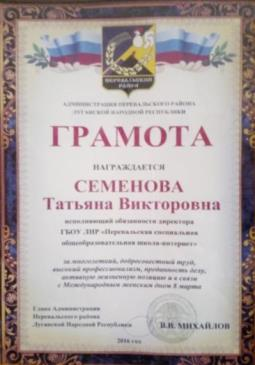 ПЕРЕВАЛЬСКИЙ
РАЙОН
АДМИНИСТРАЦИЯ ПЕРЕВАЛЬСКОГО РАЙОНА
ЛУГАНСКОЙ НАРОДНОЙ РЕСПУБЛИКИ
ГРАМОТА
НАГРАЖДАЕТСЯ
СЕМЕНОВА
Татьяна Викторовна
исполняющий обязанности директора
ГБОУ ЛНР «Перевальская специальная
общеобразовательная школа-интернат»
за многолетний, добросовестный труд,
высокий профессионализм, преданность делу,
активную жизненную позицию и в связи
с Международным женским днем 8 марта
Глава Администрации
Перевальского района
Луганской Народной Республики
В.В. МИХАЙЛОВ
2016 год